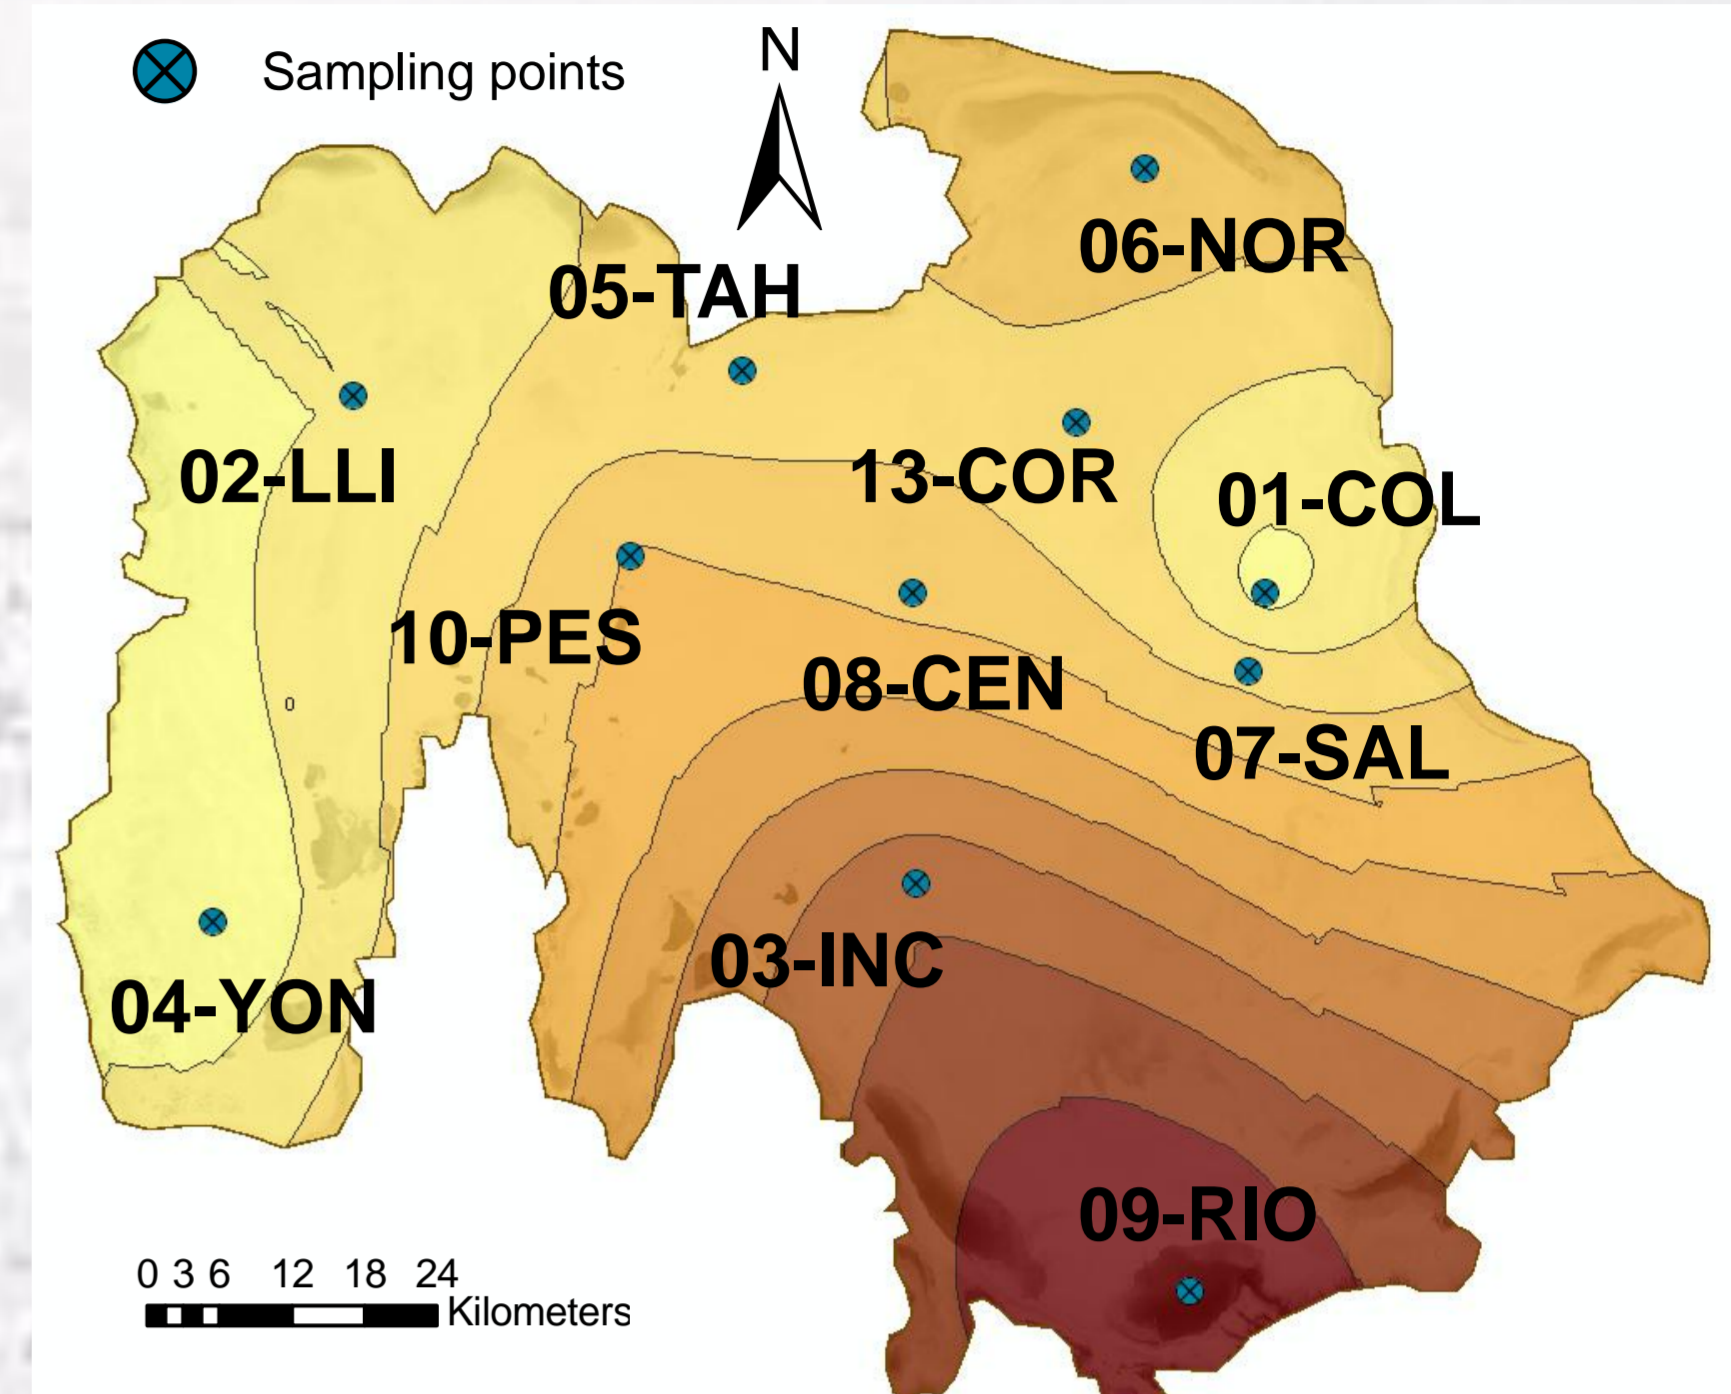 Sampling points
N
06-NOR
05-TAH
02-LLI
13-COR
01-COL
10-PES
08-CEN
07-SAL
03-INC
04-YON
09-RIO
0 3 6 12 18 24
Kilometers